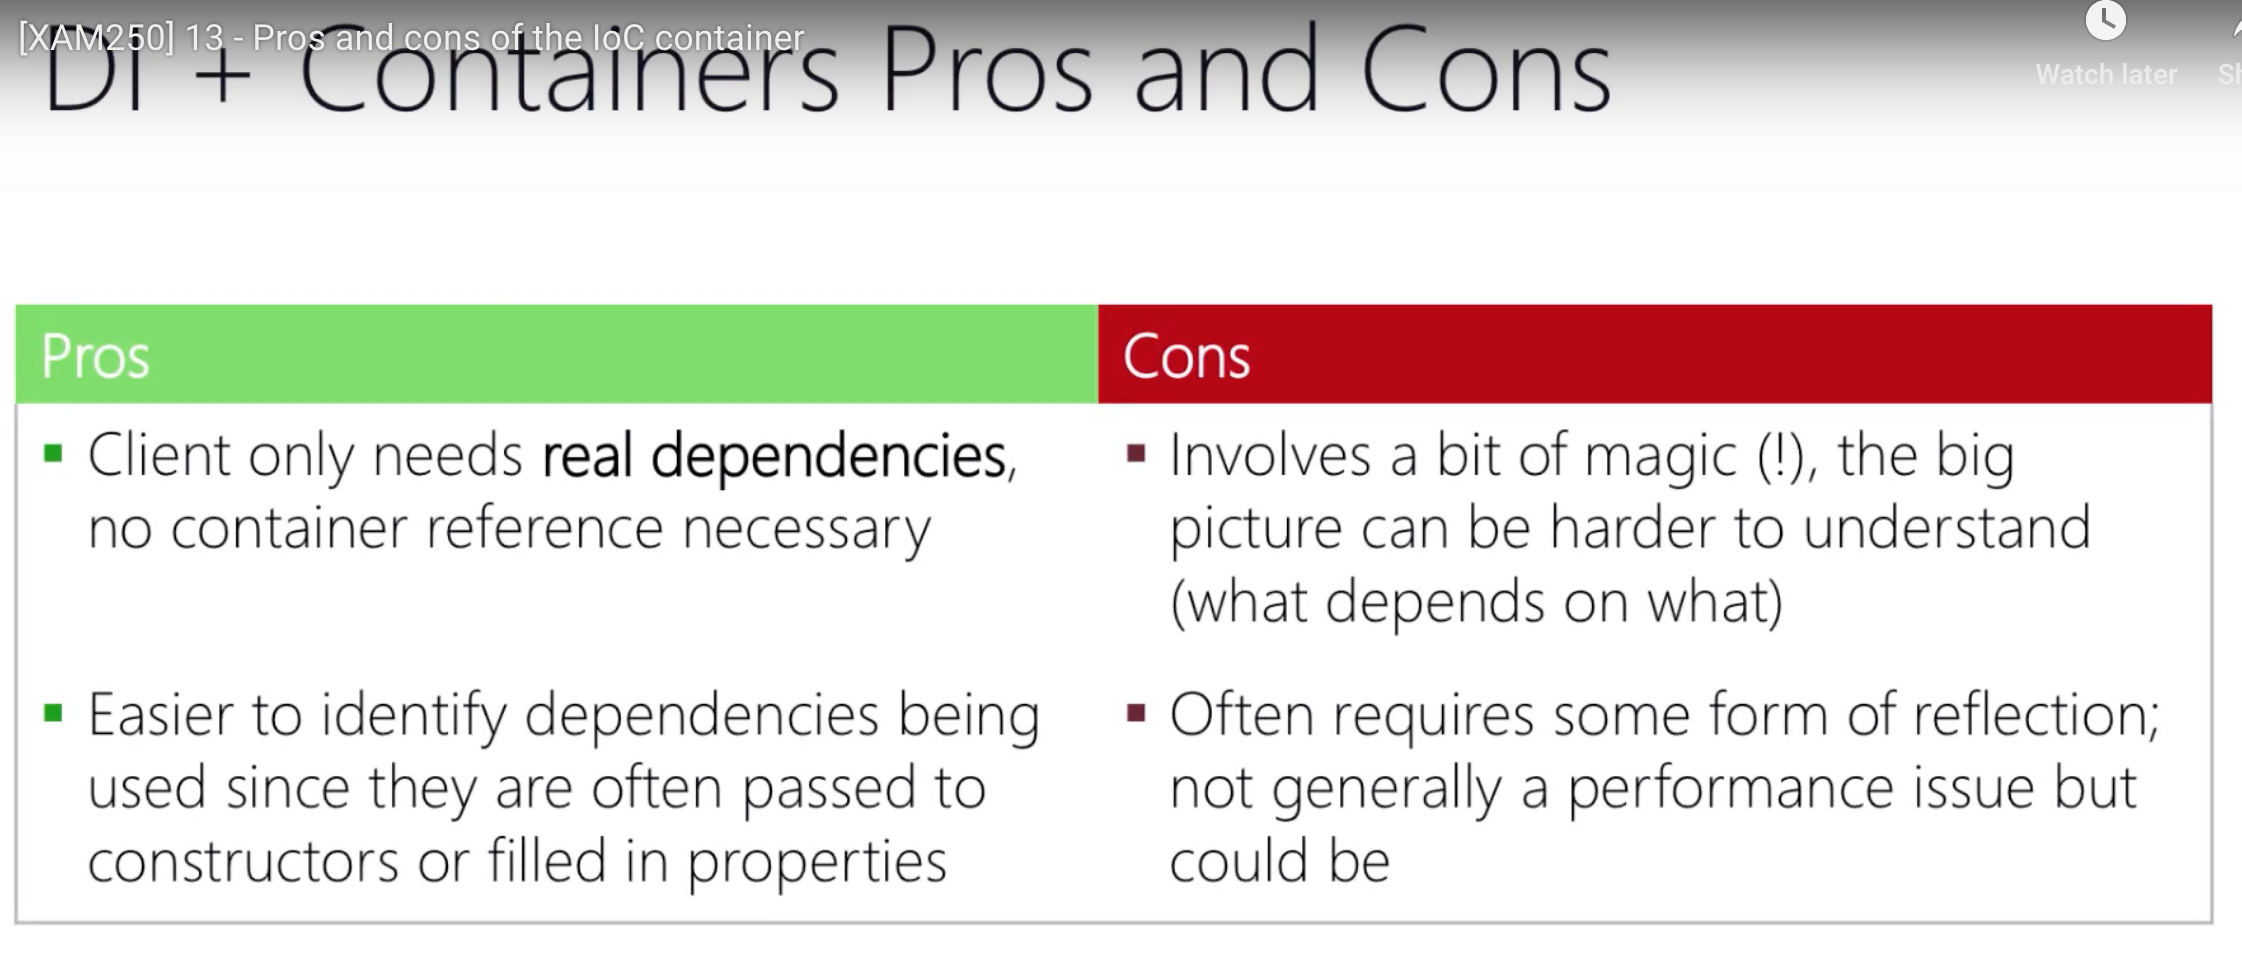 [XAM250] 13 - Pros and cons of the IoC container
DI + Containers Pros and Cons
Watch later
Pros
Client only needs real dependencies,
no container reference necessary
Easier to identify dependencies being
used since they are often passed to
constructors or filled in properties
Cons
Involves a bit of magic (!), the big
picture can be harder to understand
(what depends on what)
Often requires some form of reflection;
not generally a performance issue but
could be